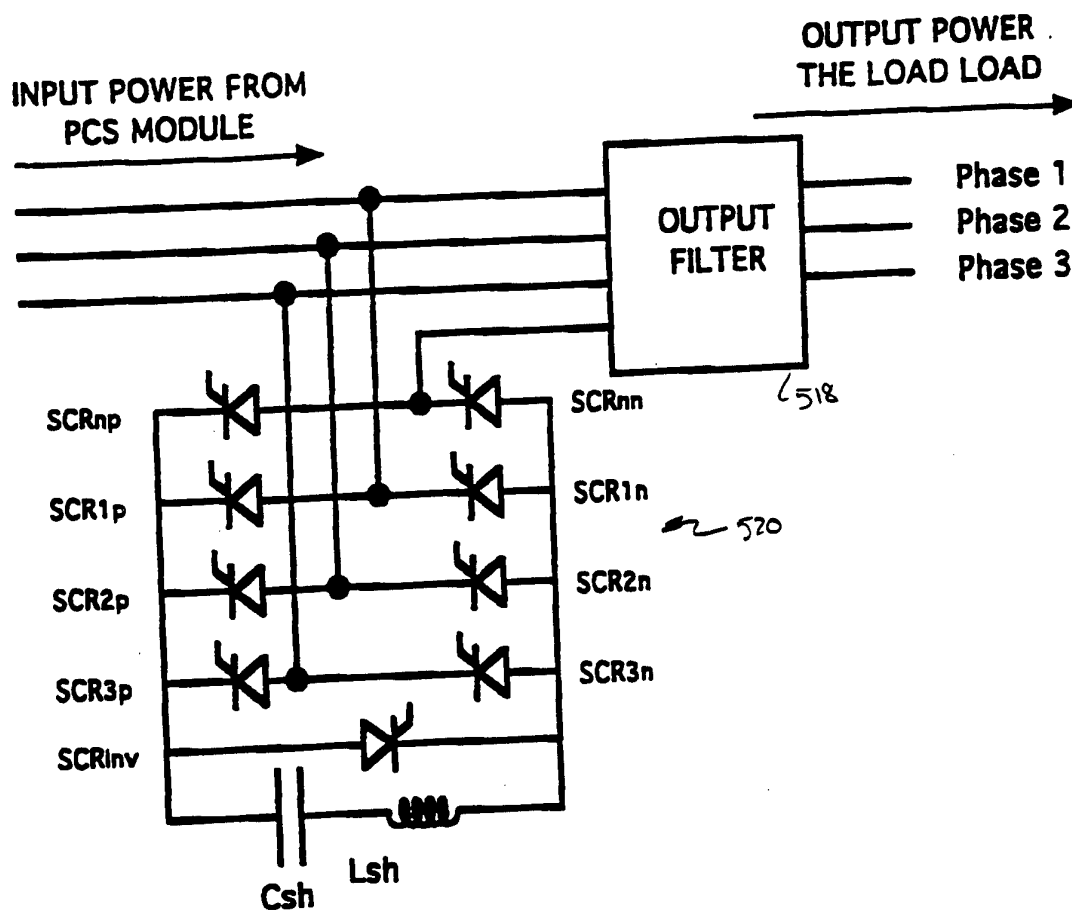 INPUT POWER FROM
PCS MODULE
OUTPUT POWER
THE LOAD LOAD
OUTPUT
FILTER
Phase 1
Phase 2
Phase 3
518
SCRnp
SCRnn
SCR1p
SCR1n
520
SCR2p
SCR2n
SCR3p
SCR3n
SCRinv
Csh
Lsh